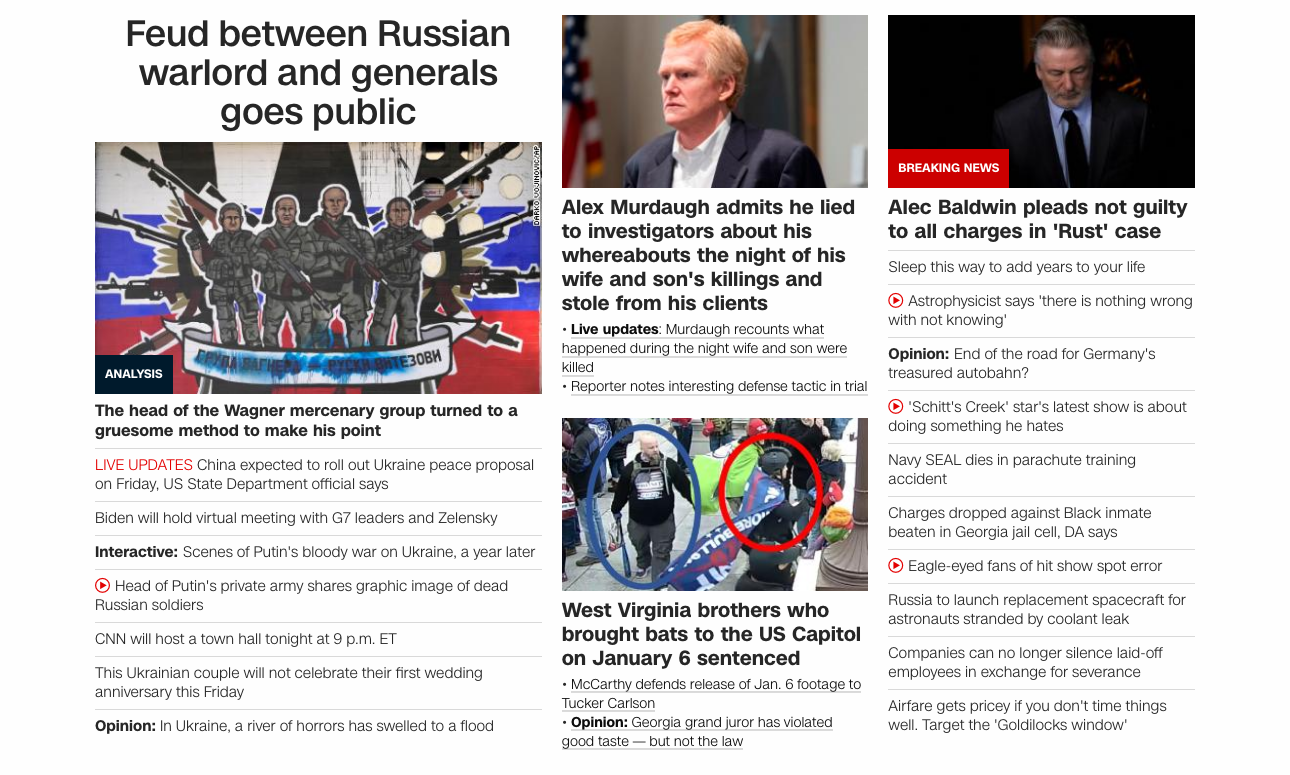 Feud between Russian
warlord and generals
goes public
DARKO VOJINOVIC/AP
ГРУПА ВАГНЕРА — РУСКИ ВИТЕЗОВИ
ANALYSIS
The head of the Wagner mercenary group turned to a
gruesome method to make his point
LIVE UPDATES China expected to roll out Ukraine peace proposal
on Friday, US State Department official says
Biden will hold virtual meeting with G7 leaders and Zelensky
Interactive: Scenes of Putin's bloody war on Ukraine, a year later
Head of Putin's private army shares graphic image of dead
Russian soldiers
CNN will host a town hall tonight at 9 p.m. ET
This Ukrainian couple will not celebrate their first wedding
anniversary this Friday
Opinion: In Ukraine, a river of horrors has swelled to a flood
Alex Murdaugh admits he lied
to investigators about his
whereabouts the night of his
wife and son's killings and
stole from his clients
• Live updates: Murdaugh recounts what
happened during the night wife and son were
killed
• Reporter notes interesting defense tactic in trial
West Virginia brothers who
brought bats to the US Capitol
on January 6 sentenced
• McCarthy defends release of Jan. 6 footage to
Tucker Carlson
• Opinion: Georgia grand juror has violated
good taste — but not the law
BREAKING NEWS
Alec Baldwin pleads not guilty
to all charges in 'Rust' case
Sleep this way to add years to your life
Astrophysicist says 'there is nothing wrong
with not knowing'
Opinion: End of the road for Germany's
treasured autobahn?
'Schitt's Creek' star's latest show is about
doing something he hates
Navy SEAL dies in parachute training
accident
Charges dropped against Black inmate
beaten in Georgia jail cell, DA says
Eagle-eyed fans of hit show spot error
Russia to launch replacement spacecraft for
astronauts stranded by coolant leak
Companies can no longer silence laid-off
employees in exchange for severance
Airfare gets pricey if you don't time things
well. Target the 'Goldilocks window'